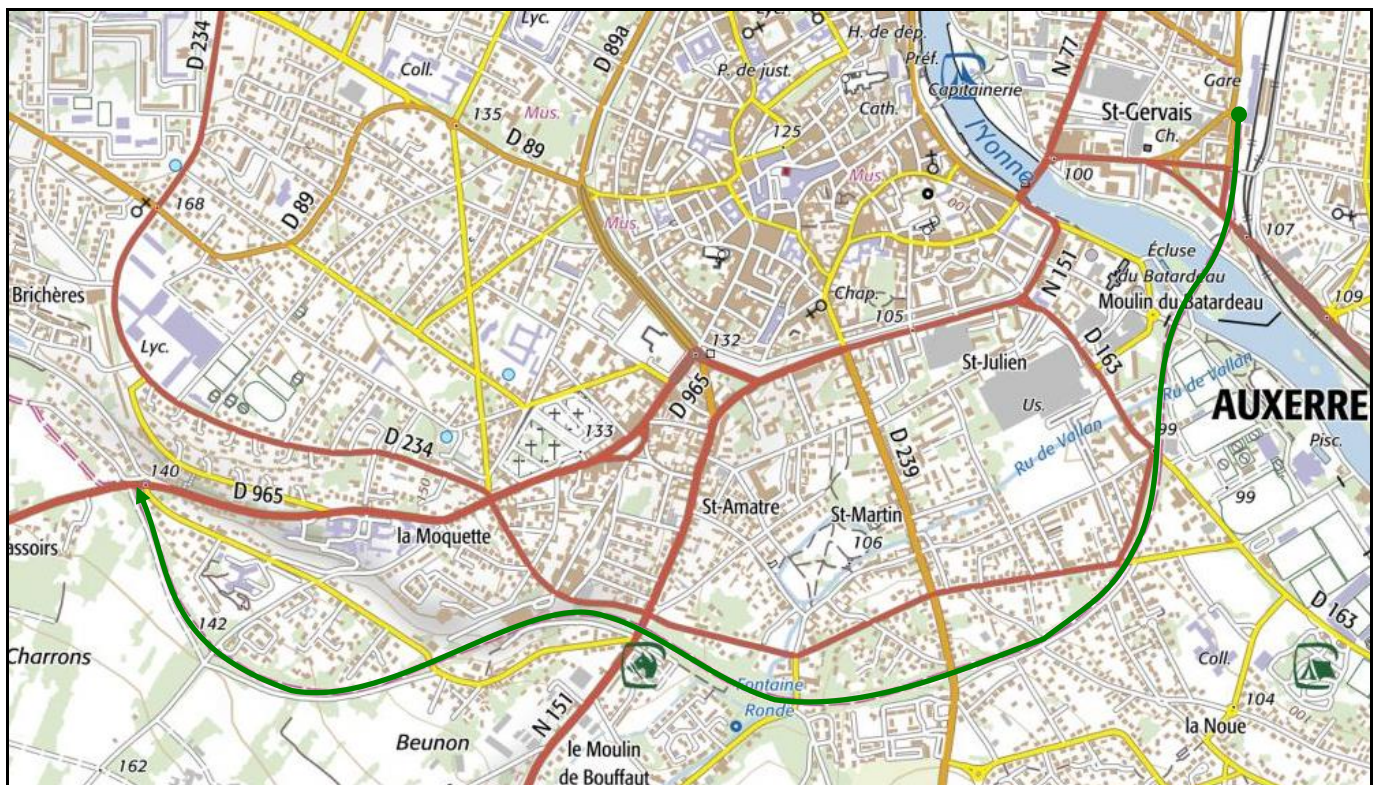 D 234
Lyc.
D 89a
Coll.
135
Mus.
D 89
P. de just.
H. de dép.
Préf.
Capitainerie
Cath.
125
N 77
Gare
St-Gervais
Ch.
100
l'Yonne
Mus.
100
107
109
168
D 89
Mus.
Brichères
Lyc.
Chap.
105
N 151
Écluse
du Batardeau
Moulin du Batardeau
132
D 965
St-Julien
D 163
Us.
Ru de Vallan
Ru de Vallan
AUXERRE
Pisc.
99
99
133
D 234
D 239
140
D 965
150
la Moquette
St-Amatre
St-Martin
106
assoirs
142
Charrons
D 163
Coll.
104
100
la Noue
Fontaine
Ronde
N 151
Beunon
le Moulin
de Bouffaut
162